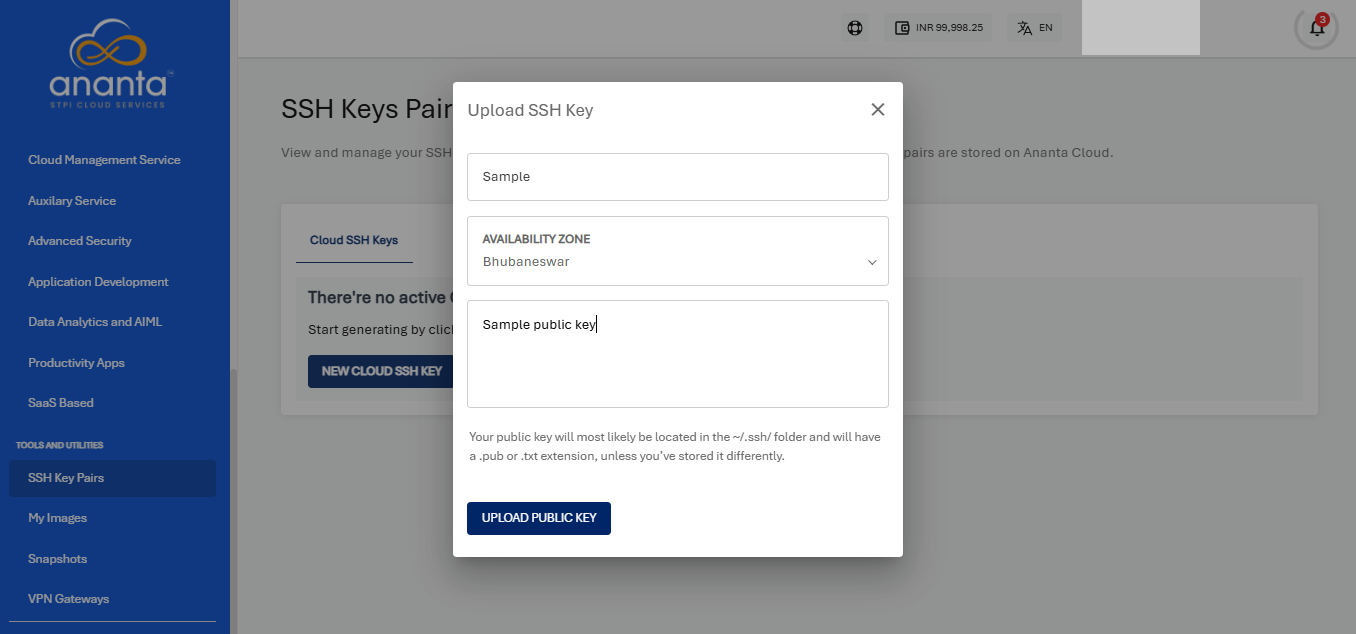 ananta™
STPI CLOUD SERVICES
Cloud Management Service
Auxilary Service
Advanced Security
Application Development
Data Analytics and AIML
Productivity Apps
SaaS Based
TOOLS AND UTILITIES
SSH Key Pairs
My Images
Snapshots
VPN Gateways
INR 99,998.25
EN
3
SSH Keys Pair
View and manage your SSH
pairs are stored on Ananta Cloud.
Cloud SSH Keys
There're no active
Start generating by clic
NEW CLOUD SSH KEY
Upload SSH Key
Sample
AVAILABILITY ZONE
Bhubaneswar
Sample public key
Your public key will most likely be located in the ~/.ssh/ folder and will have
a .pub or .txt extension, unless you've stored it differently.
UPLOAD PUBLIC KEY